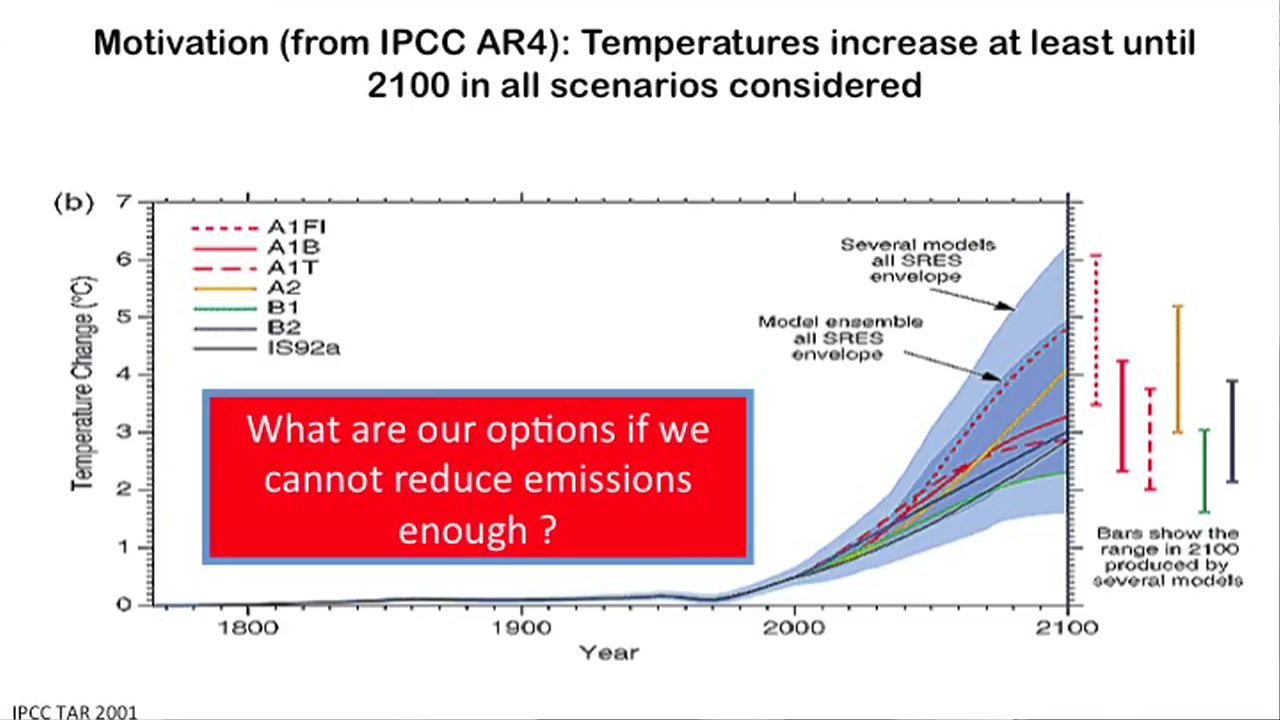 Motivation (from IPCC AR4): Temperatures increase at least until
2100 in all scenarios considered
(b)
7
6
5
4
3
2
1
0
Temperature Change (°C)
A1FI
A1B
A1T
A2
B1
B2
IS92a
Several models
all SRES
envelope
Model ensemble
all SRES
envelope
What are our options if we
cannot reduce emissions
enough ?
Bars show the
range in 2100
produced by
several models
1800 1900 2000 2100
Year
IPCC TAR 2001